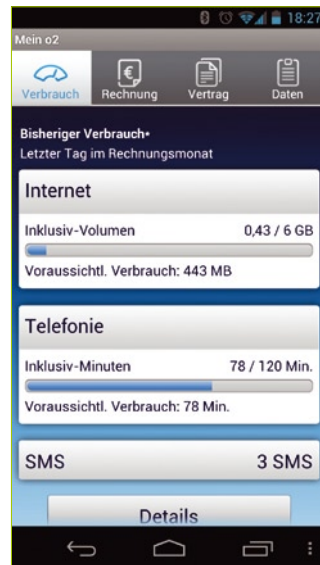 18:27
Mein o2
Verbrauch Rechnung Vertrag Daten
Bisheriger Verbrauch*
Letzter Tag im Rechnungsmonat
Internet
Inklusiv-Volumen 0,43 / 6 GB
Voraussichtl. Verbrauch: 443 MB
Telefonie
Inklusiv-Minuten 78 / 120 Min.
Voraussichtl. Verbrauch: 78 Min.
SMS 3 SMS
Details